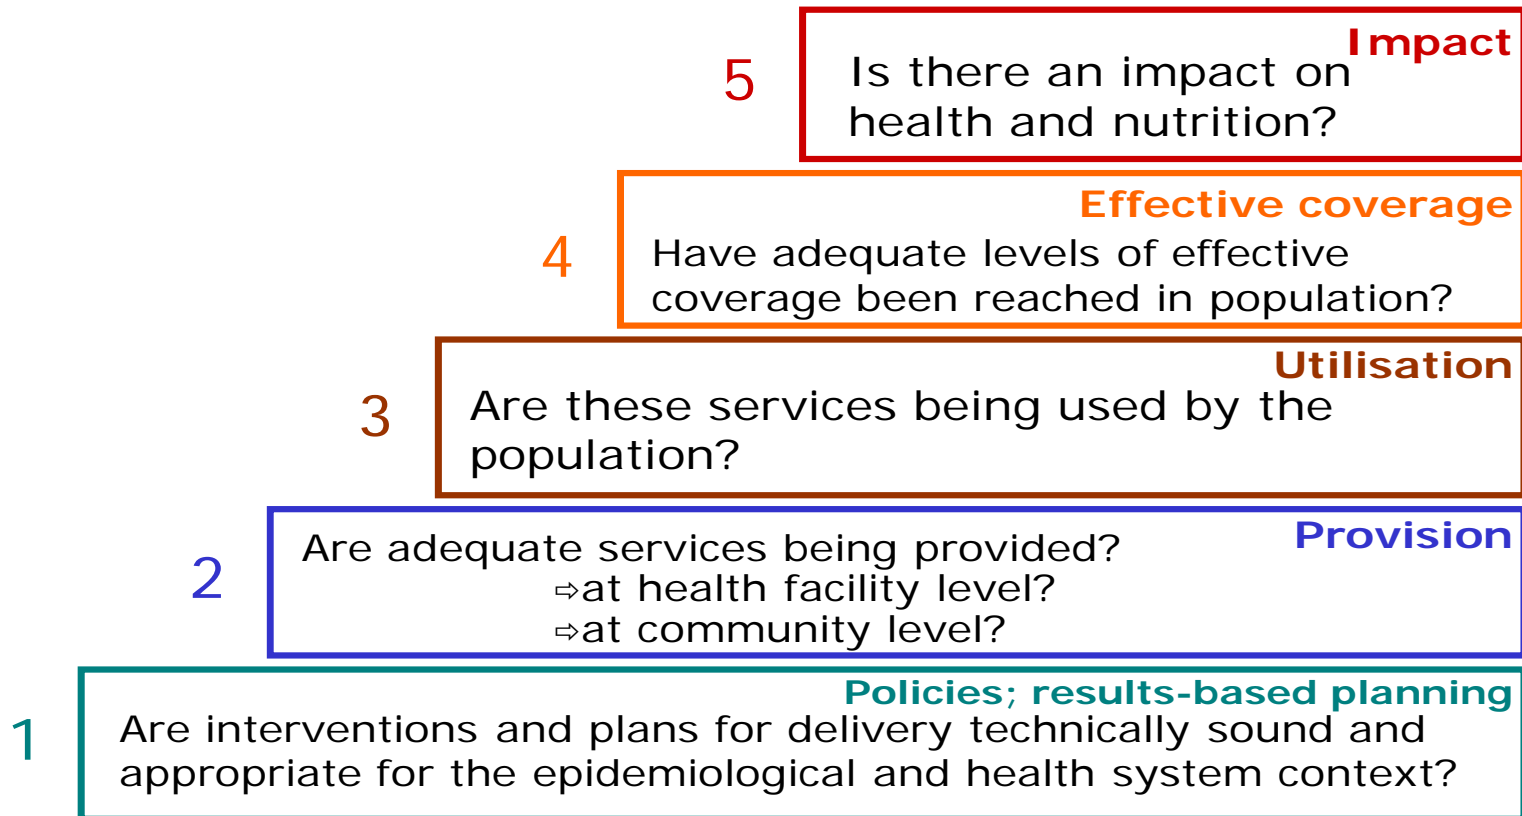 Impact
5
Is there an impact on
health and nutrition?
Effective coverage
4
Have adequate levels of effective
coverage been reached in population?
Utilisation
3
Are these services being used by the
population?
Provision
2
Are adequate services being provided?
⇨at health facility level?
⇨at community level?
Policies; results-based planning
1
Are interventions and plans for delivery technically sound and
appropriate for the epidemiological and health system context?